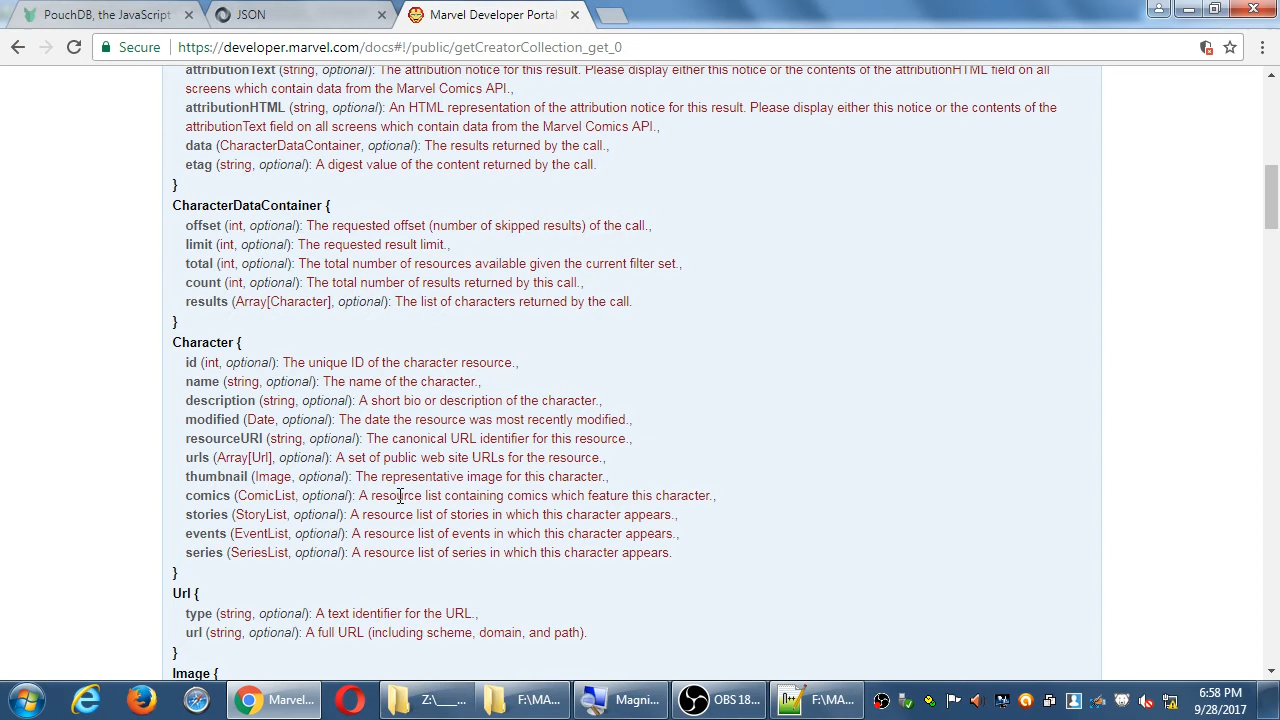 PouchDB, the JavaScript
JSON
Marvel Developer Portal
Secure
https://developer.marvel.com/docs#!/public/getCreatorCollection_get_0
attributionText (string, optional): The attribution notice for this result. Please display either this notice or the contents of the attributionHTML field on all
screens which contain data from the Marvel Comics API.,
attributionHTML (string, optional): An HTML representation of the attribution notice for this result. Please display either this notice or the contents of the
attributionText field on all screens which contain data from the Marvel Comics API.,
data (CharacterDataContainer, optional): The results returned by the call.,
etag (string, optional): A digest value of the content returned by the call.
}
CharacterDataContainer {
offset (int, optional): The requested offset (number of skipped results) of the call.,
limit (int, optional): The requested result limit.,
total (int, optional): The total number of resources available given the current filter set.,
count (int, optional): The total number of results returned by this call.,
results (Array[Character], optional): The list of characters returned by the call.
}
Character {
id (int, optional): The unique ID of the character resource.,
name (string, optional): The name of the character.,
description (string, optional): A short bio or description of the character.,
modified (Date, optional): The date the resource was most recently modified.,
resourceURI (string, optional): The canonical URL identifier for this resource.,
urls (Array[Url], optional): A set of public web site URLs for the resource.,
thumbnail (Image, optional): The representative image for this character.,
comics (ComicList, optional): A resource list containing comics which feature this character.,
stories (StoryList, optional): A resource list of stories in which this character appears.,
events (EventList, optional): A resource list of events in which this character appears.,
series (SeriesList, optional): A resource list of series in which this character appears.
}
Url {
type (string, optional): A text identifier for the URL.,
url (string, optional): A full URL (including scheme, domain, and path).
}
Image {
Marvel...
Z:\___...
F:\MA...
Magni...
OBS 18...
F:\MA...
6:58 PM
9/28/2017